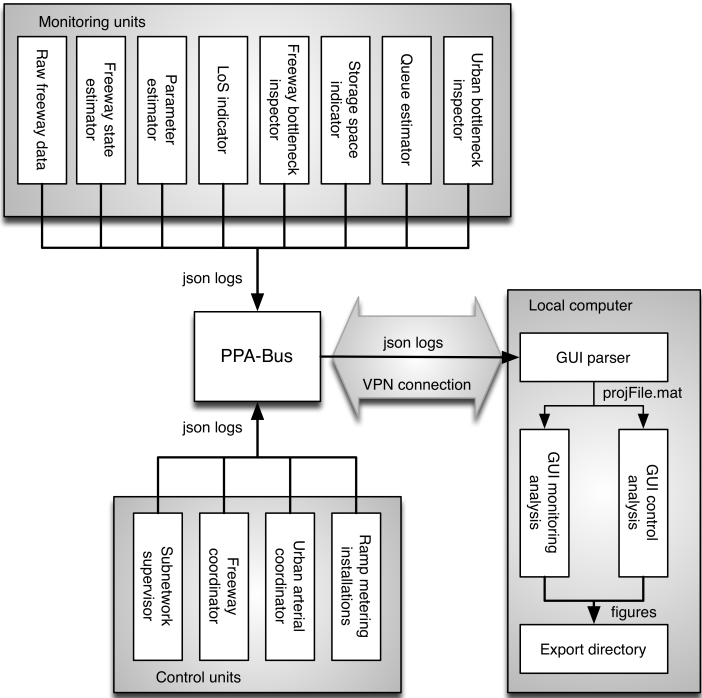 Monitoring units
Raw freeway data
Freeway state
estimator
Parameter
estimator
LoS indicator
Freeway bottleneck
inspector
Storage space
indicator
Queue estimator
Urban bottleneck
inspector
json logs
PPA-Bus
json logs
VPN connection
Local computer
GUI parser
projFile.mat
GUI monitoring
analysis
GUI control
analysis
figures
Export directory
json logs
Subnetwork
supervisor
Freeway
coordinator
Urban arterial
coordinator
Ramp metering
installations
Control units